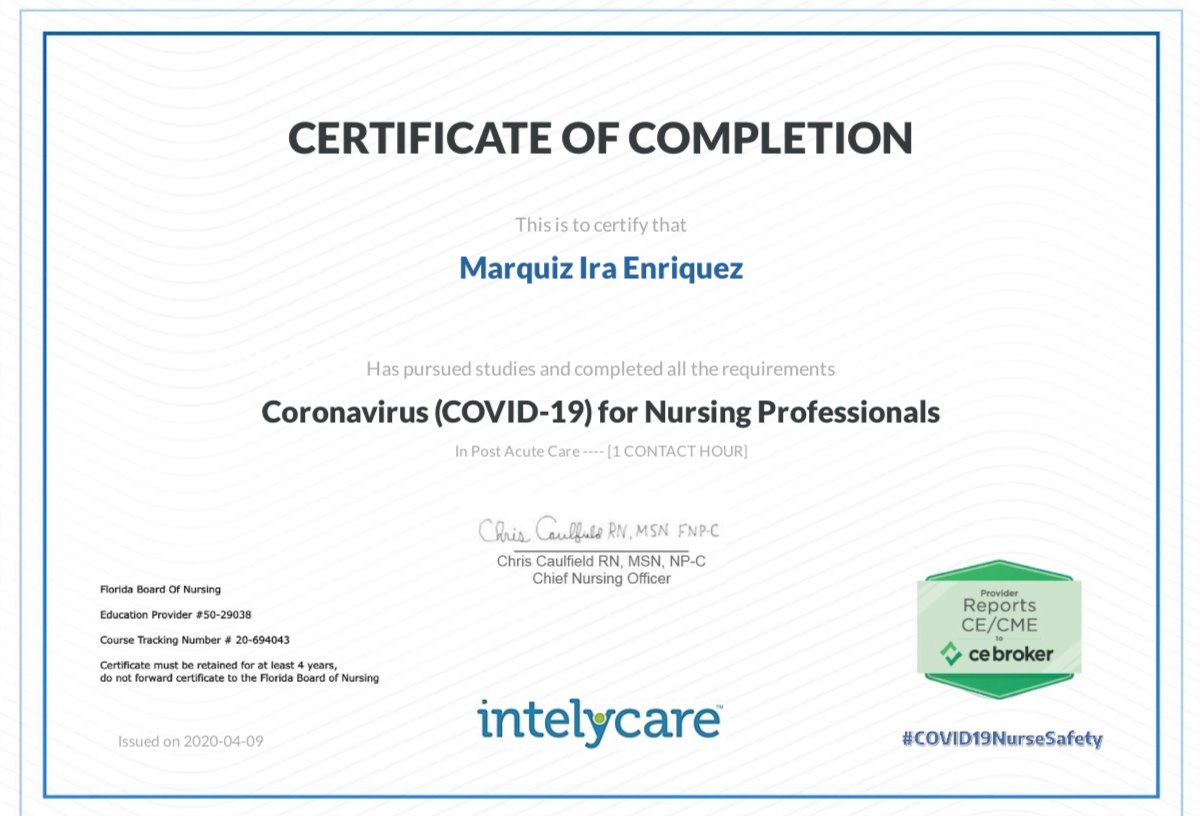 CERTIFICATE OF COMPLETION
This is to certify that
Marquiz Ira Enriquez
Has pursued studies and completed all the requirements
Coronavirus (COVID-19) for Nursing Professionals
In Post Acute Care ---- [1 CONTACT HOUR]
Chris Caulfield RN, MSN FNP-C
Chris Caulfield RN, MSN, NP-C
Chief Nursing Officer
Florida Board Of Nursing
Education Provider #50-29038
Course Tracking Number # 20-694043
Certificate must be retained for at least 4 years,
do not forward certificate to the Florida Board of Nursing
Issued on 2020-04-09
intelycare™
Provider
Reports
CE/CME
to
ce broker
#COVID19NurseSafety